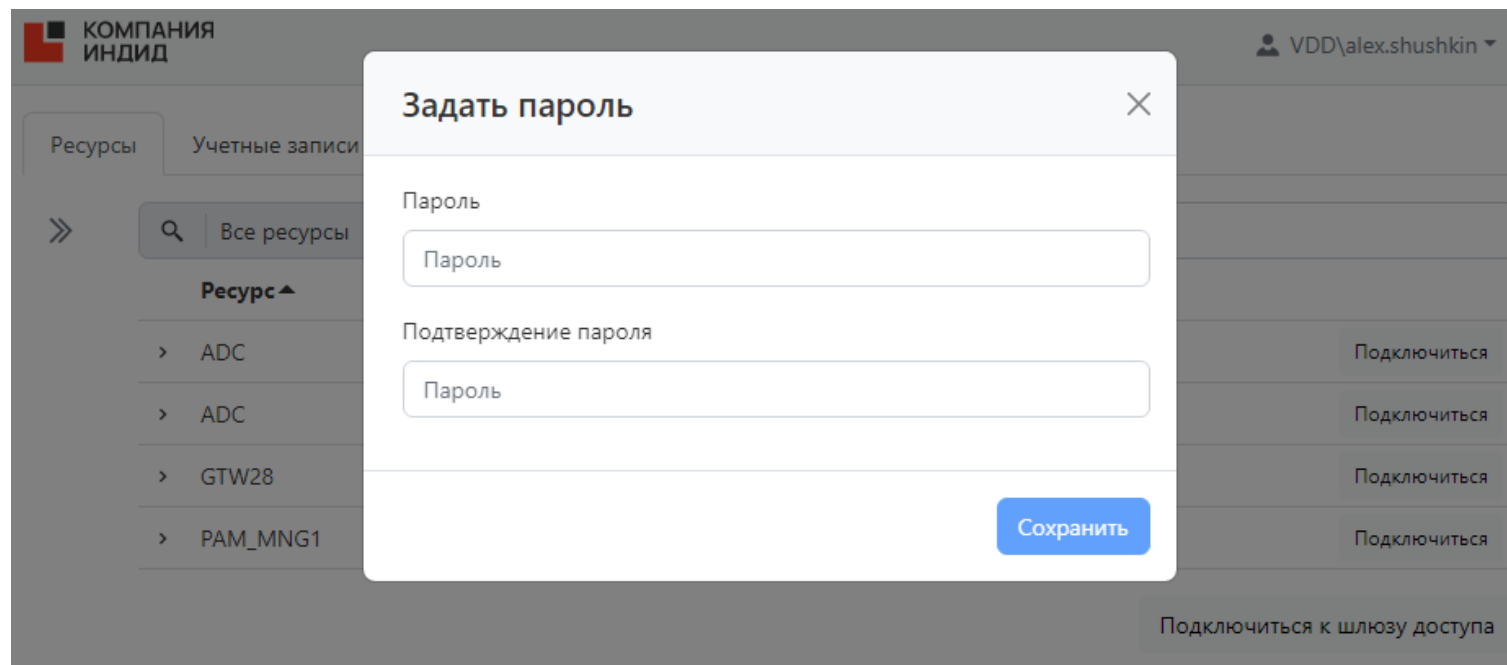 КОМПАНИЯ
ИНДИД
VDD\alex.shushkin
Задать пароль
Ресурсы
Учетные записи
Пароль
Пароль
Все ресурсы
Ресурс
Подтверждение пароля
Пароль
ADC
Подключиться
ADC
Подключиться
GTW28
Подключиться
PAM_MNG1
Подключиться
Сохранить
Подключиться к шлюзу доступа